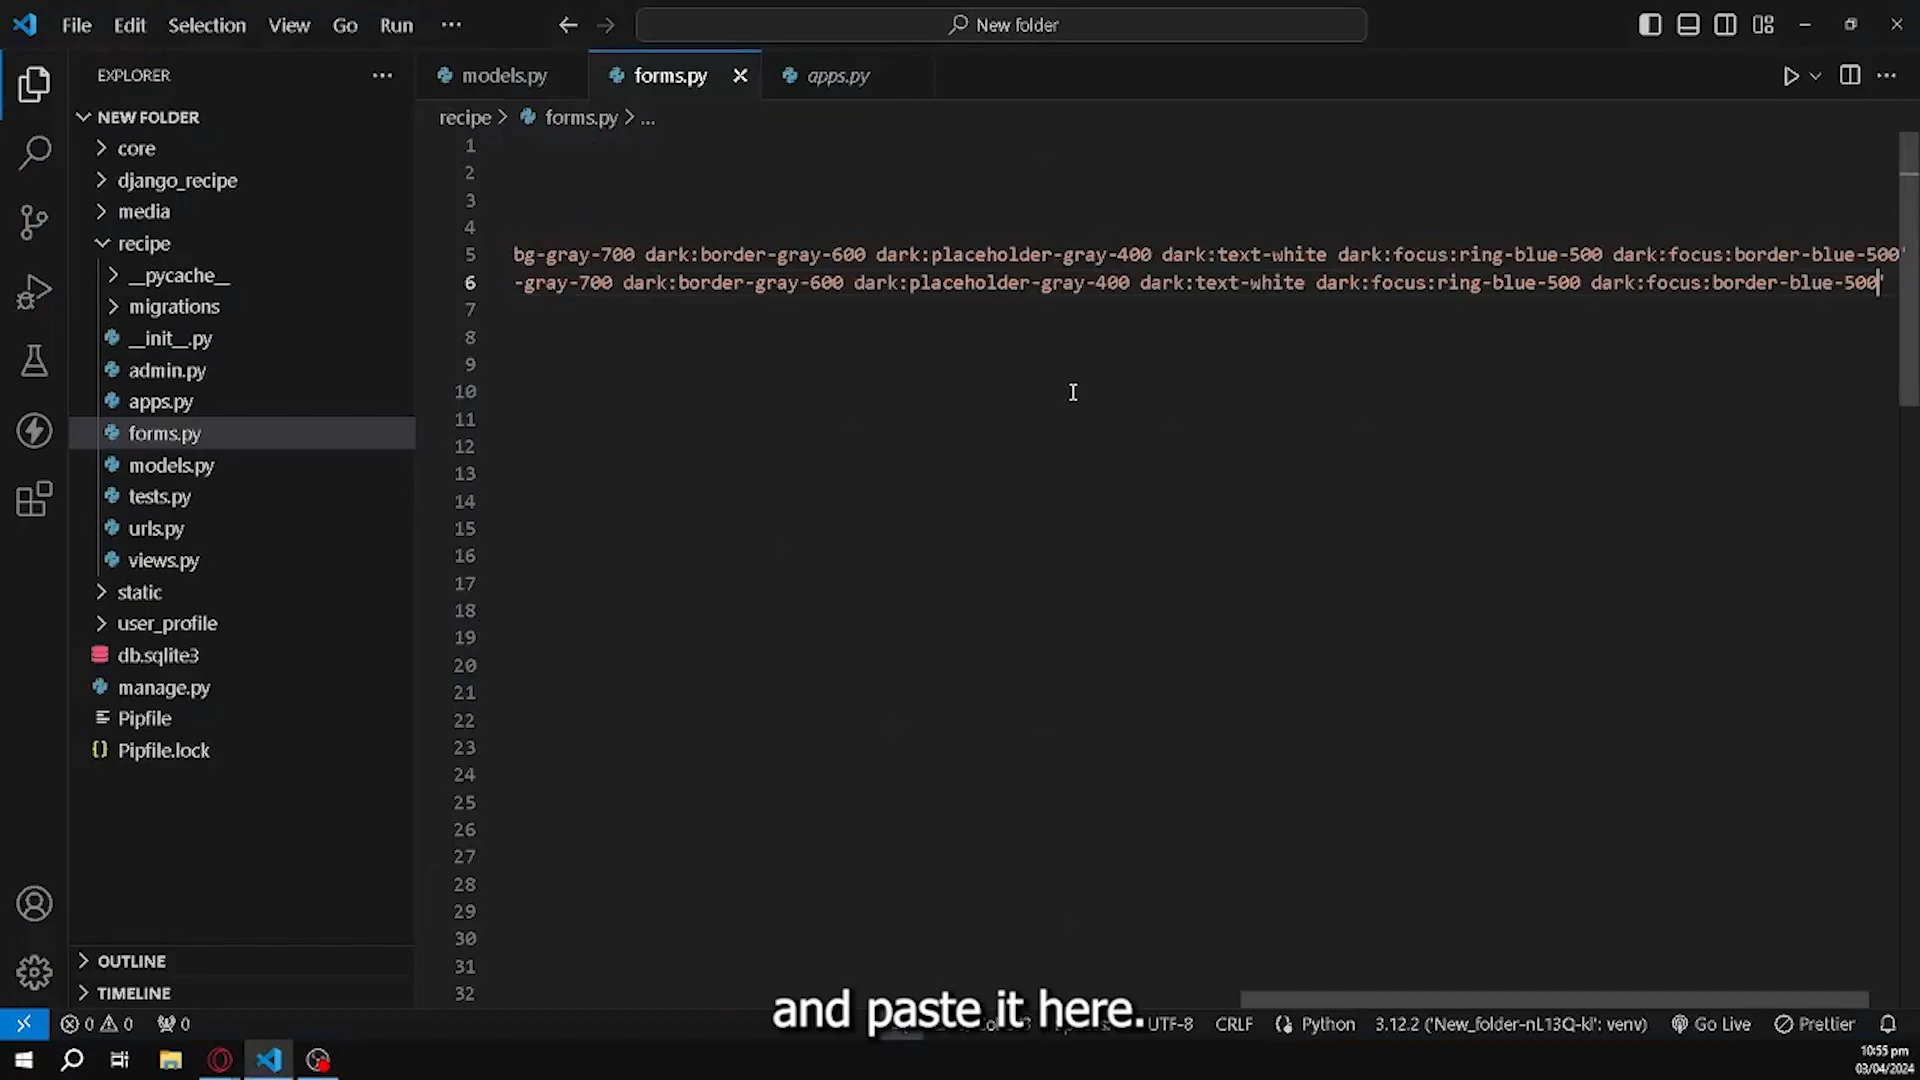 File Edit Selection View Go Run ··· New folder
EXPLORER ···
models.py forms.py apps.py
NEW FOLDER
recipe > forms.py > ...
core
django_recipe
media
recipe
__pycache__
migrations
__init__.py
admin.py
apps.py
forms.py
models.py
tests.py
urls.py
views.py
static
user_profile
db.sqlite3
manage.py
Pipfile
Pipfile.lock
OUTLINE
TIMELINE
1
2
3
4
5 bg-gray-700 dark:border-gray-600 dark:placeholder-gray-400 dark:text-white dark:focus:ring-blue-500 dark:focus:border-blue-500'
6 -gray-700 dark:border-gray-600 dark:placeholder-gray-400 dark:text-white dark:focus:ring-blue-500 dark:focus:border-blue-500'
7
8
9
10
11
12
13
14
15
16
17
18
19
20
21
22
23
24
25
26
27
28
29
30
31
32
and paste it here.
0 0 0 UTF-8 CRLF Python 3.12.2 ('New_folder-nL13Q-kl': venv) Go Live Prettier
10:55 pm
03/04/2024